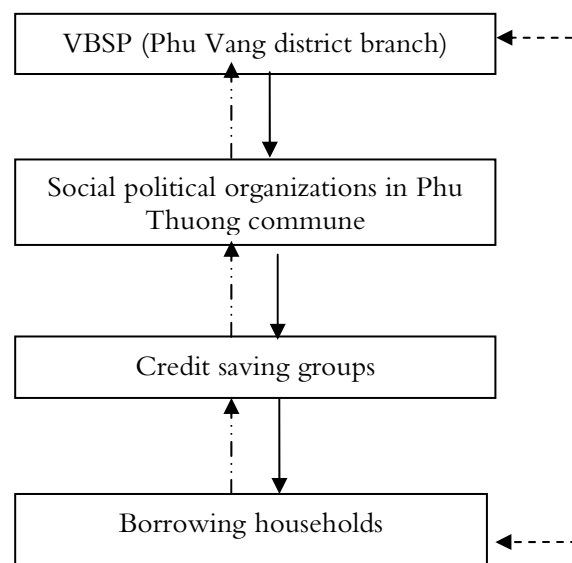 VBSP (Phu Vang district branch)
Social political organizations in Phu
Thuong commune
Credit saving groups
Borrowing households